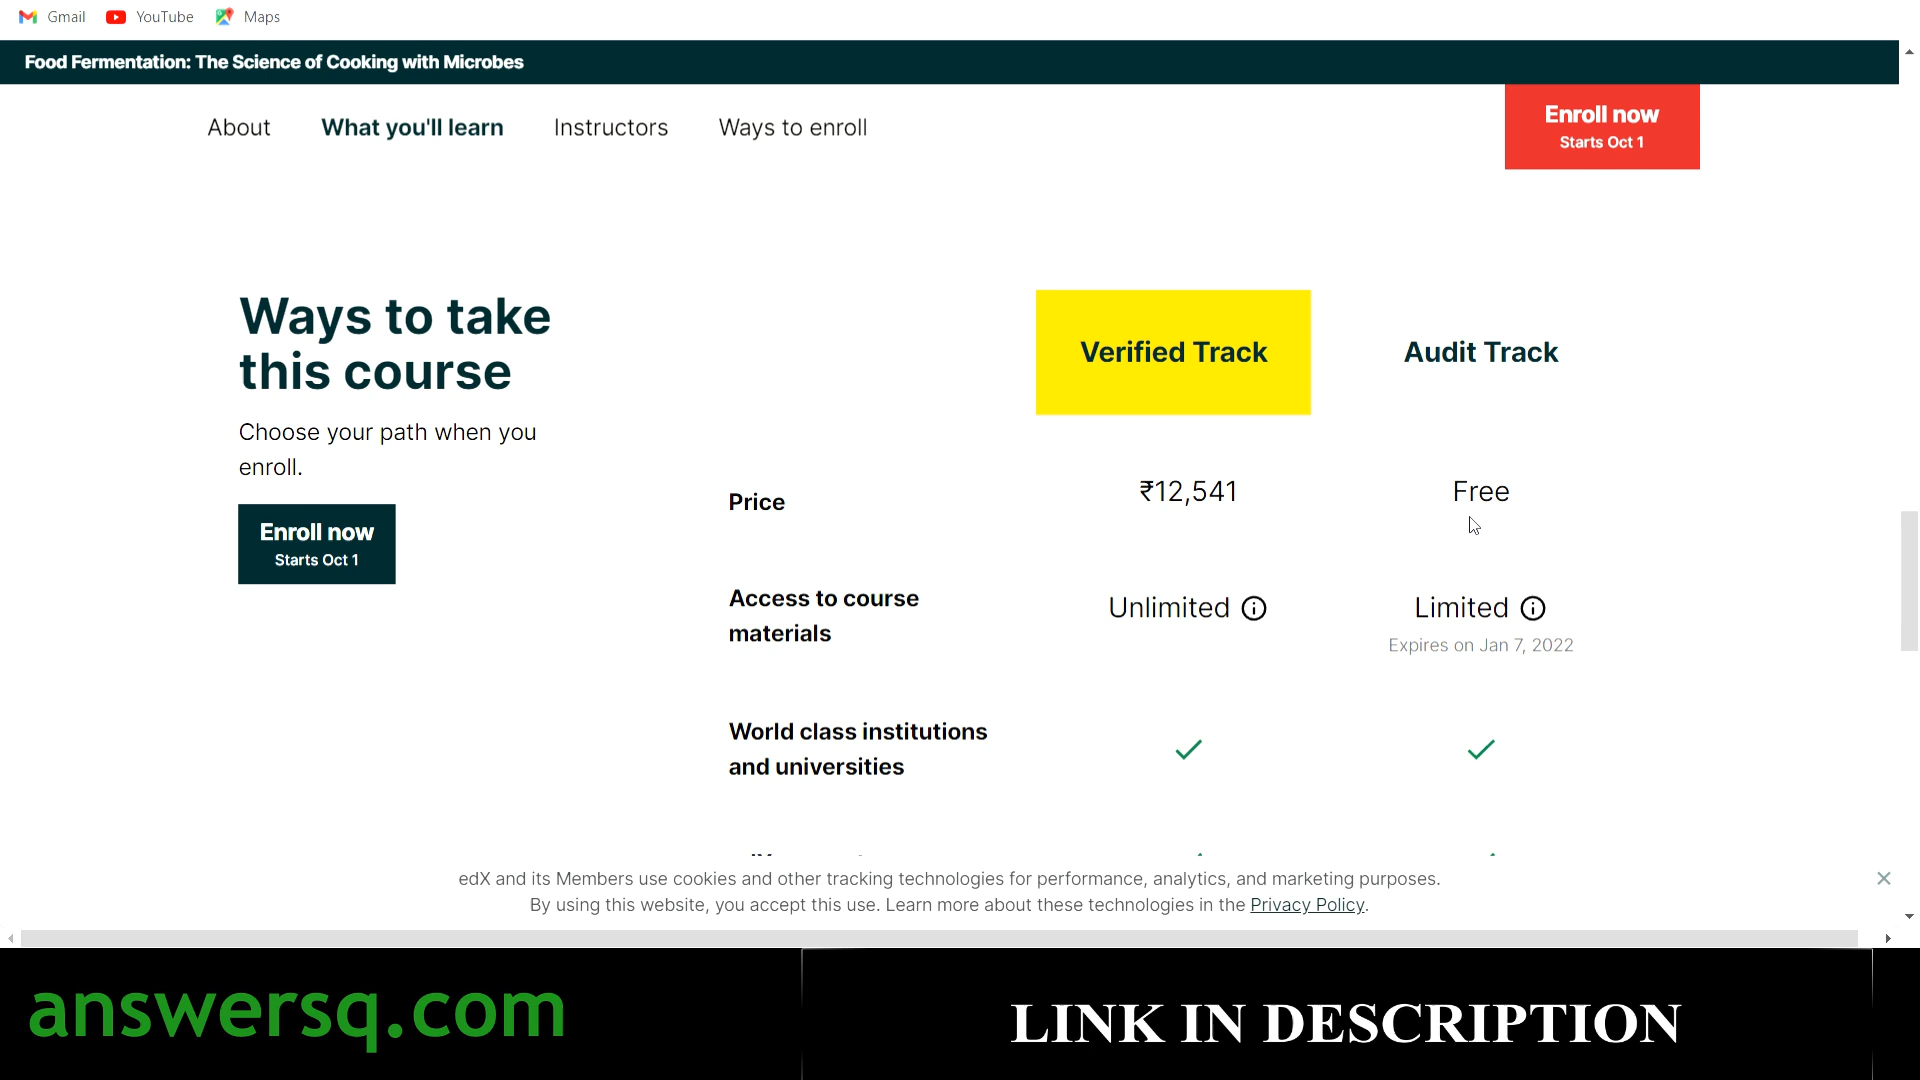 Gmail YouTube Maps
Food Fermentation: The Science of Cooking with Microbes
About What you'll learn Instructors Ways to enroll
Enroll now
Starts Oct 1
Ways to take
this course
Choose your path when you
enroll.
Enroll now
Starts Oct 1
Verified Track Audit Track
Price ₹12,541 Free
Access to course
materials
Unlimited Limited
Expires on Jan 7, 2022
World class institutions
and universities
edX and its Members use cookies and other tracking technologies for performance, analytics, and marketing purposes.
By using this website, you accept this use. Learn more about these technologies in the Privacy Policy.
answersq.com
LINK IN DESCRIPTION